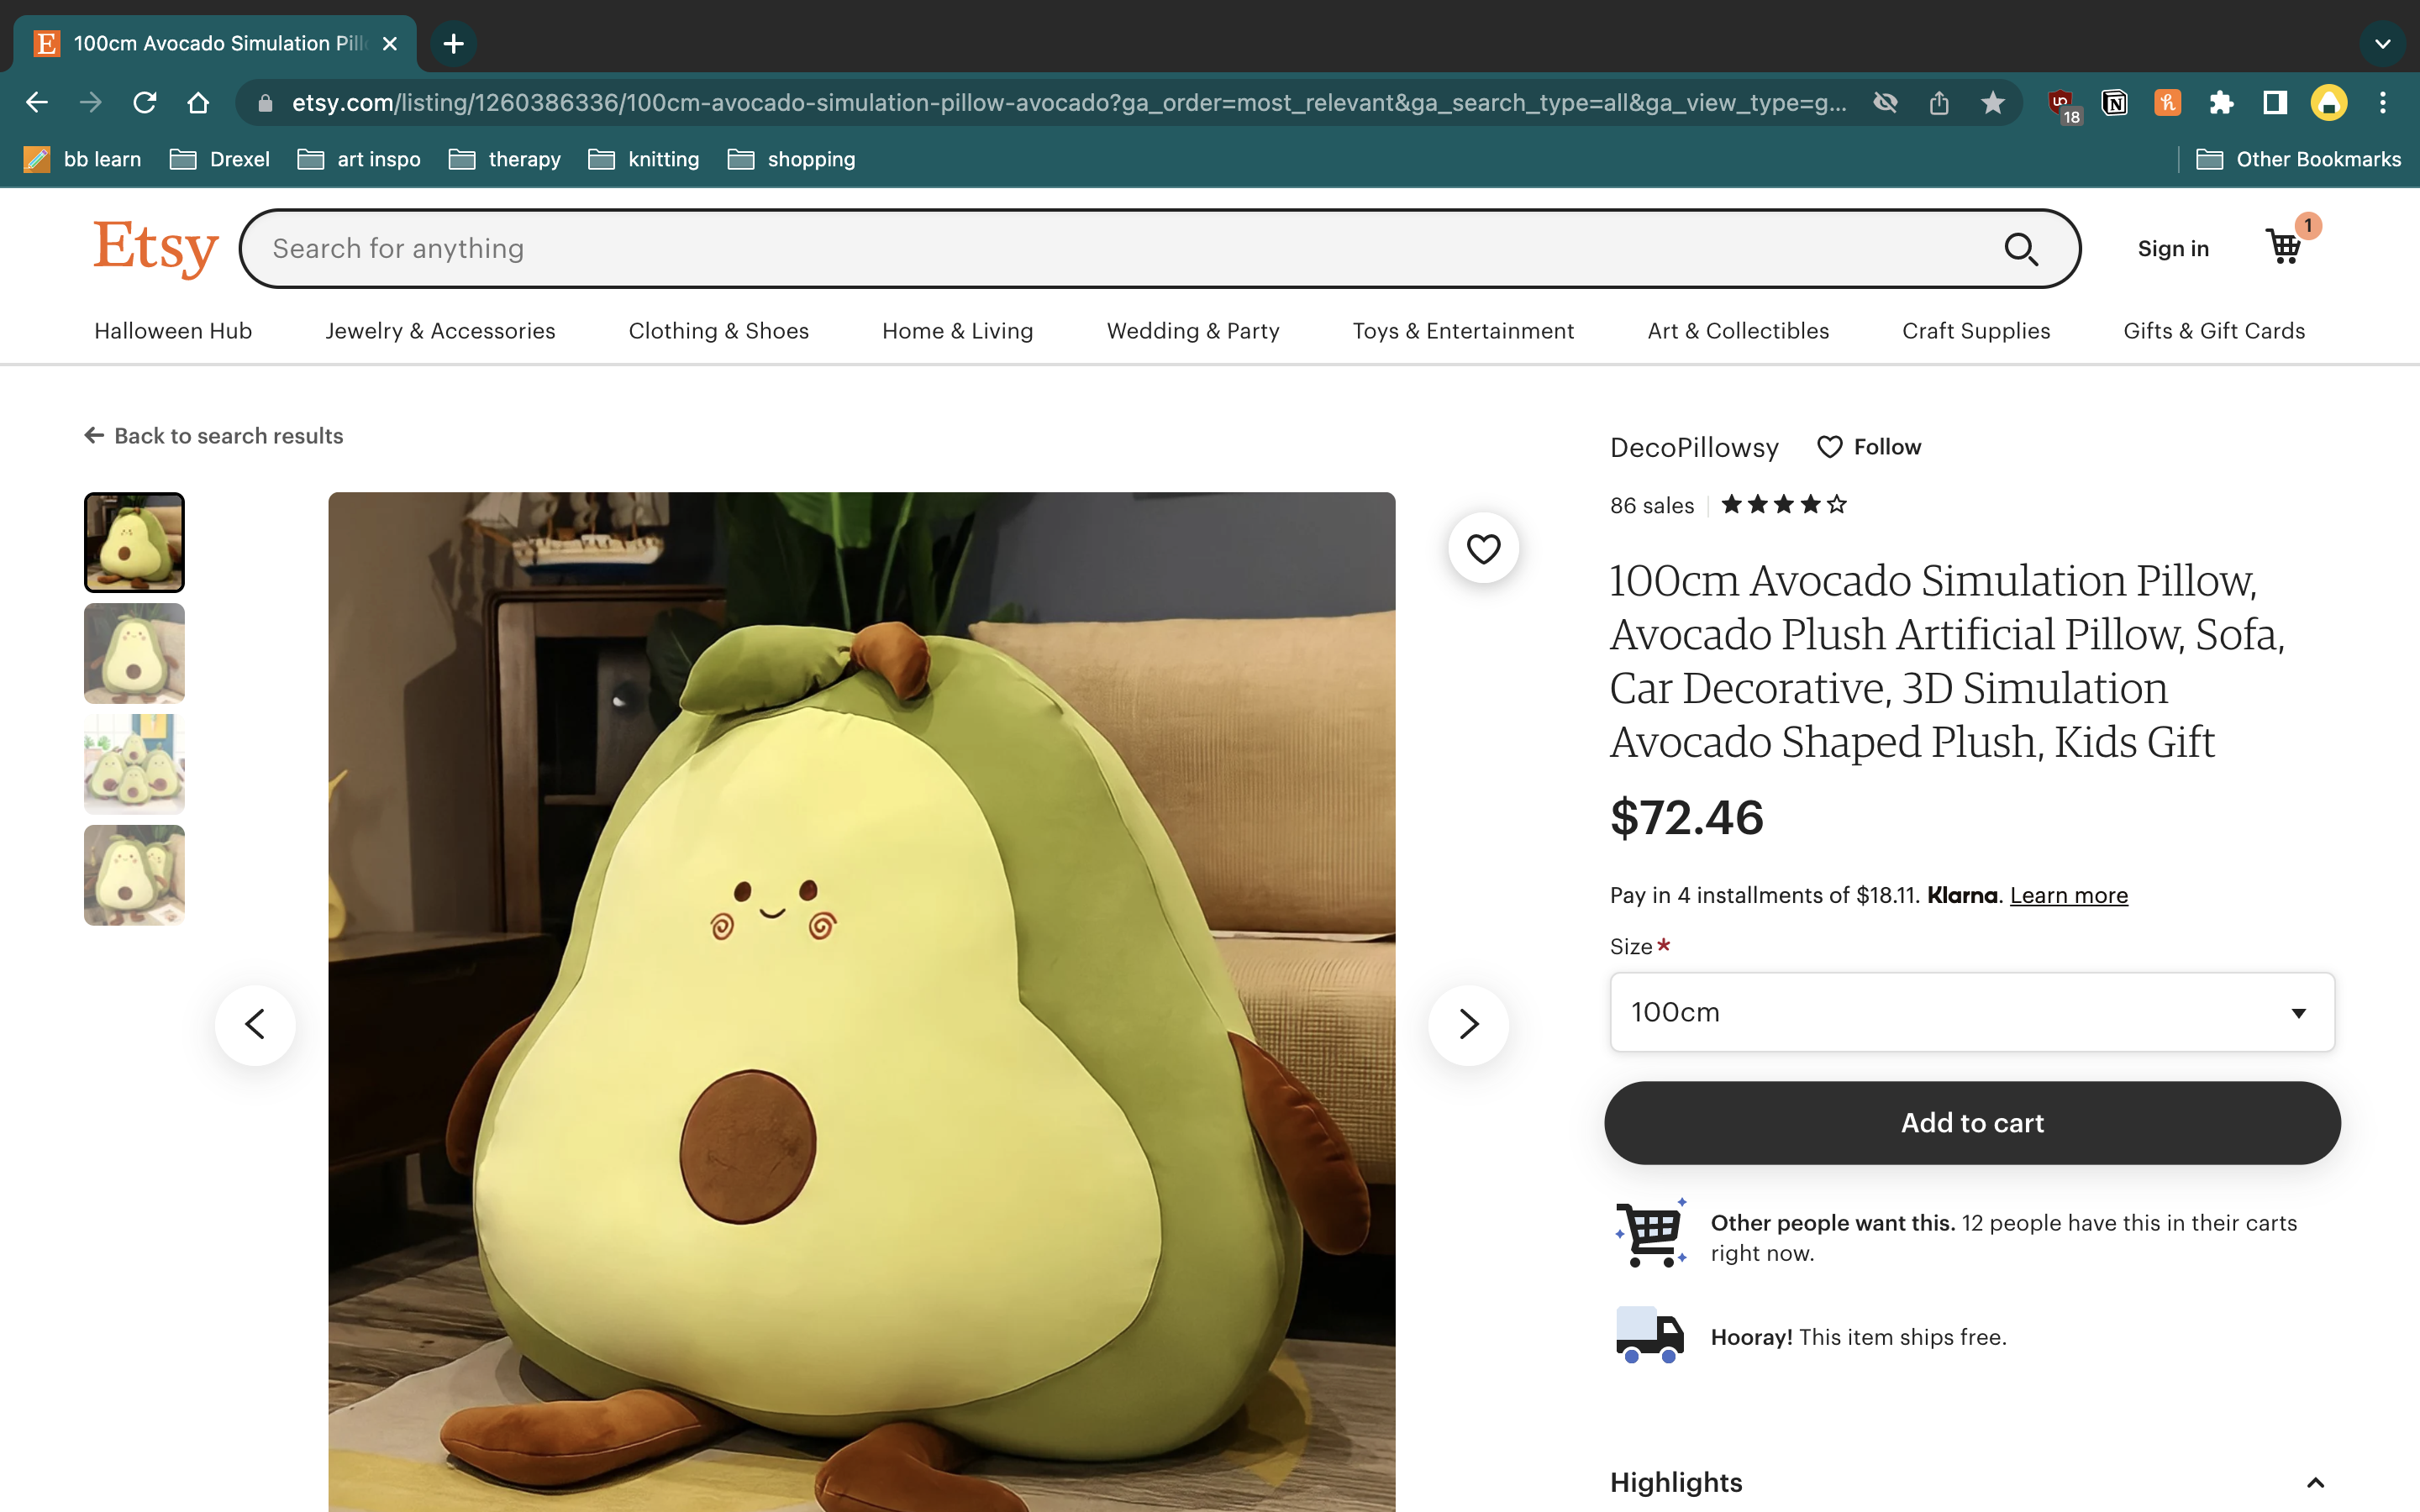 100cm Avocado Simulation Pill
etsy.com/listing/1260386336/100cm-avocado-simulation-pillow-avocado?ga_order=most_relevant&ga_search_type=all&ga_view_type=g...
18
bb learn
Drexel
art inspo
therapy
knitting
shopping
Other Bookmarks
Etsy
Search for anything
Sign in
1
Halloween Hub
Jewelry & Accessories
Clothing & Shoes
Home & Living
Wedding & Party
Toys & Entertainment
Art & Collectibles
Craft Supplies
Gifts & Gift Cards
Back to search results
DecoPillowsy
Follow
86 sales
100cm Avocado Simulation Pillow,
Avocado Plush Artificial Pillow, Sofa,
Car Decorative, 3D Simulation
Avocado Shaped Plush, Kids Gift
$72.46
Pay in 4 installments of $18.11. Klarna. Learn more
Size*
100cm
Add to cart
Other people want this. 12 people have this in their carts
right now.
Hooray! This item ships free.
Highlights